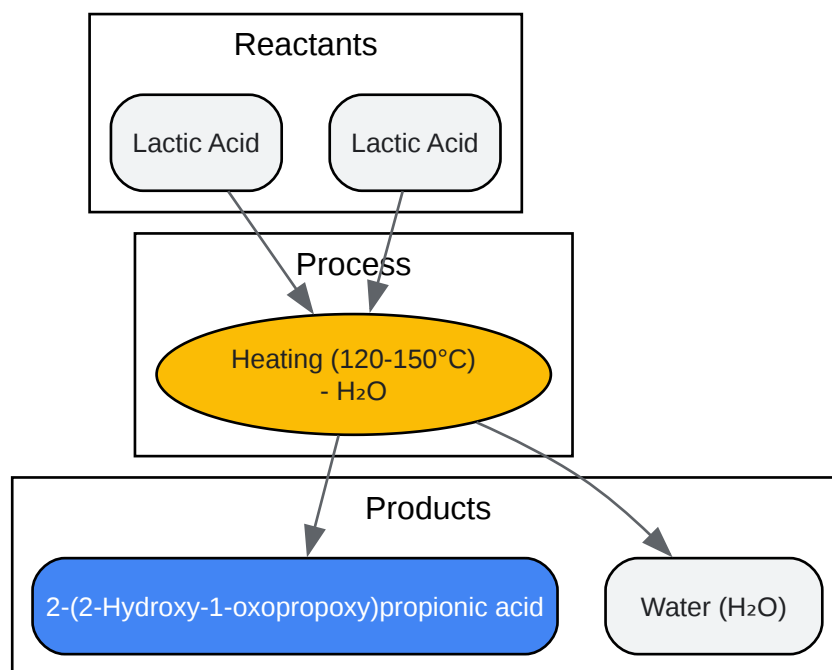 Reactants
Lactic Acid
Lactic Acid
Process
Heating (120-150°C)
- H₂O
Products
2-(2-Hydroxy-1-oxopropoxy)propionic acid
Water (H₂O)